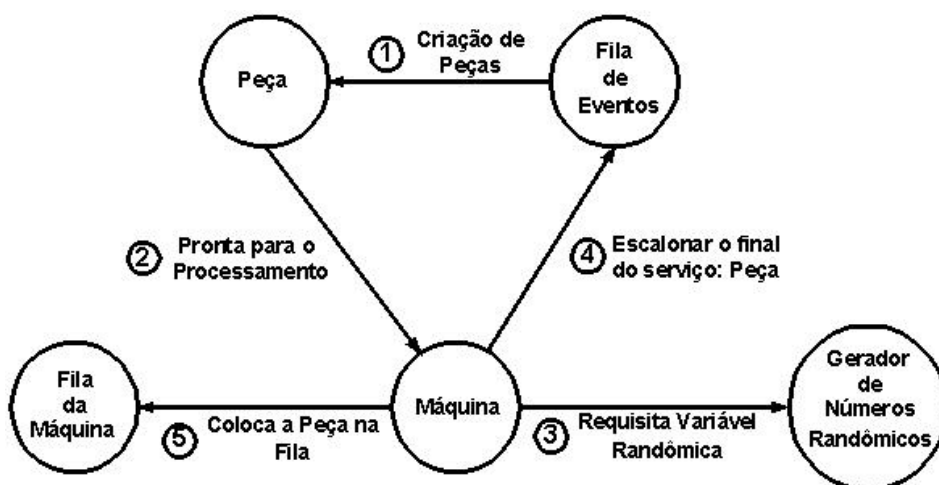 1
Criação de
Peças
Peça
Fila
de
Eventos
2
Pronta para o
Processamento
4
Escalonar o final
do serviço: Peça
Fila
da
Máquina
5
Coloca a Peça na
Fila
Máquina
3
Requisita Variável
Randômica
Gerador
de
Números
Randômicos